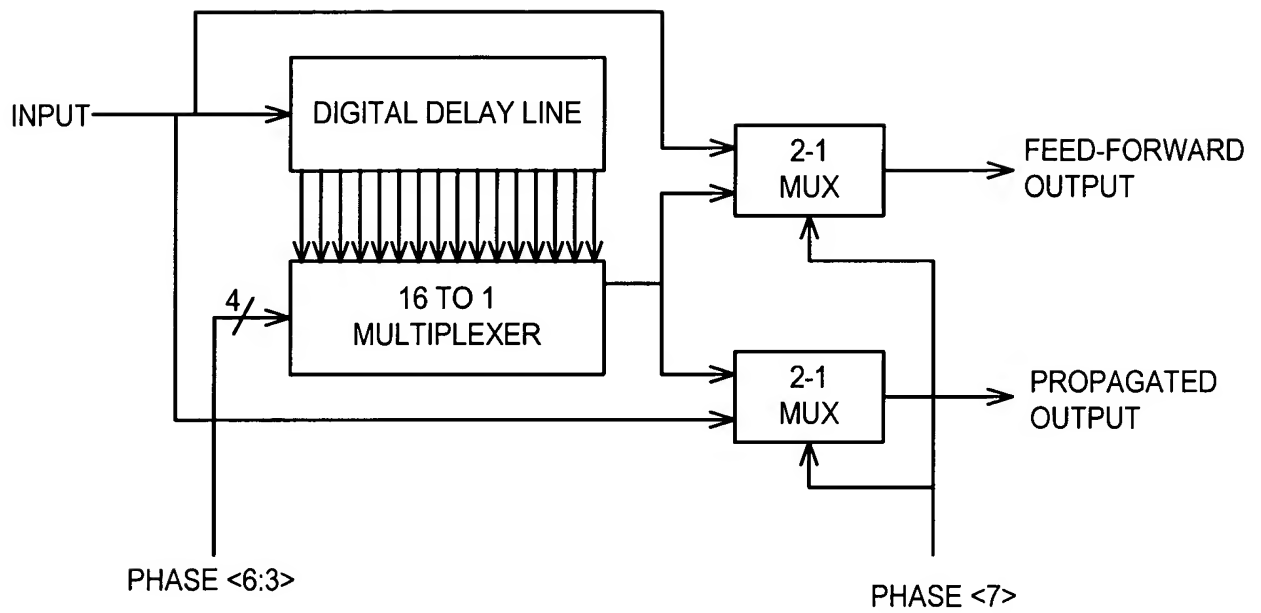 INPUT
DIGITAL DELAY LINE
2-1
MUX
FEED-FORWARD
OUTPUT
4
16 TO 1
MULTIPLEXER
2-1
MUX
PROPAGATED
OUTPUT
PHASE <6:3>
PHASE <7>